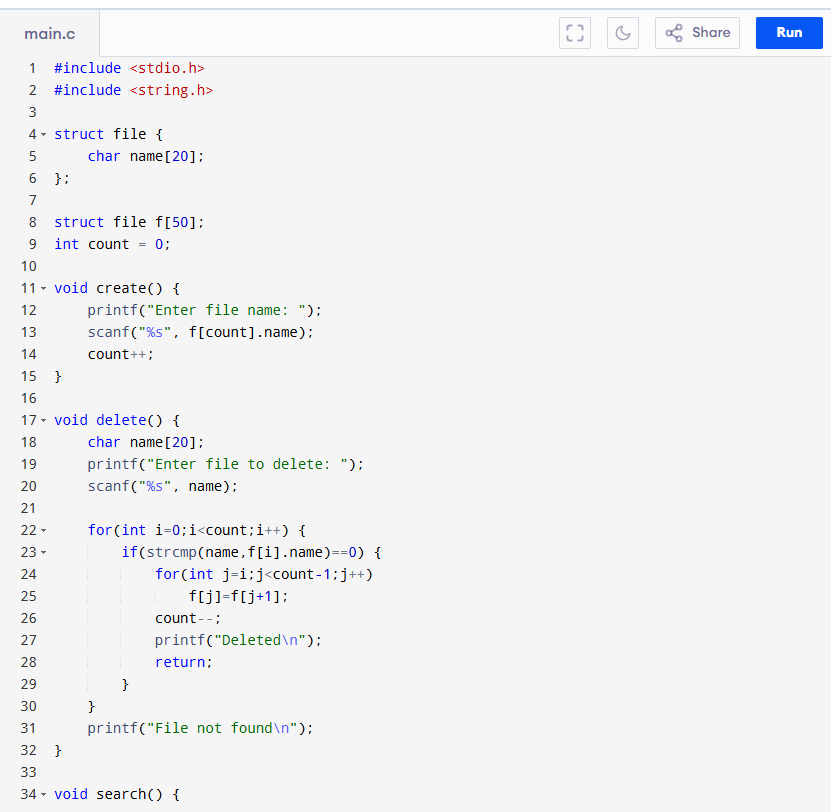 main.c
Share
Run
1 #include <stdio.h>
2 #include <string.h>
3
4 struct file {
5     char name[20];
6 };
7
8 struct file f[50];
9 int count = 0;
10
11 void create() {
12     printf("Enter file name: ");
13     scanf("%s", f[count].name);
14     count++;
15 }
16
17 void delete() {
18     char name[20];
19     printf("Enter file to delete: ");
20     scanf("%s", name);
21
22     for(int i=0;i<count;i++) {
23         if(strcmp(name,f[i].name)==0) {
24             for(int j=i;j<count-1;j++)
25                 f[j]=f[j+1];
26             count--;
27             printf("Deleted\n");
28             return;
29         }
30     }
31     printf("File not found\n");
32 }
33
34 void search() {